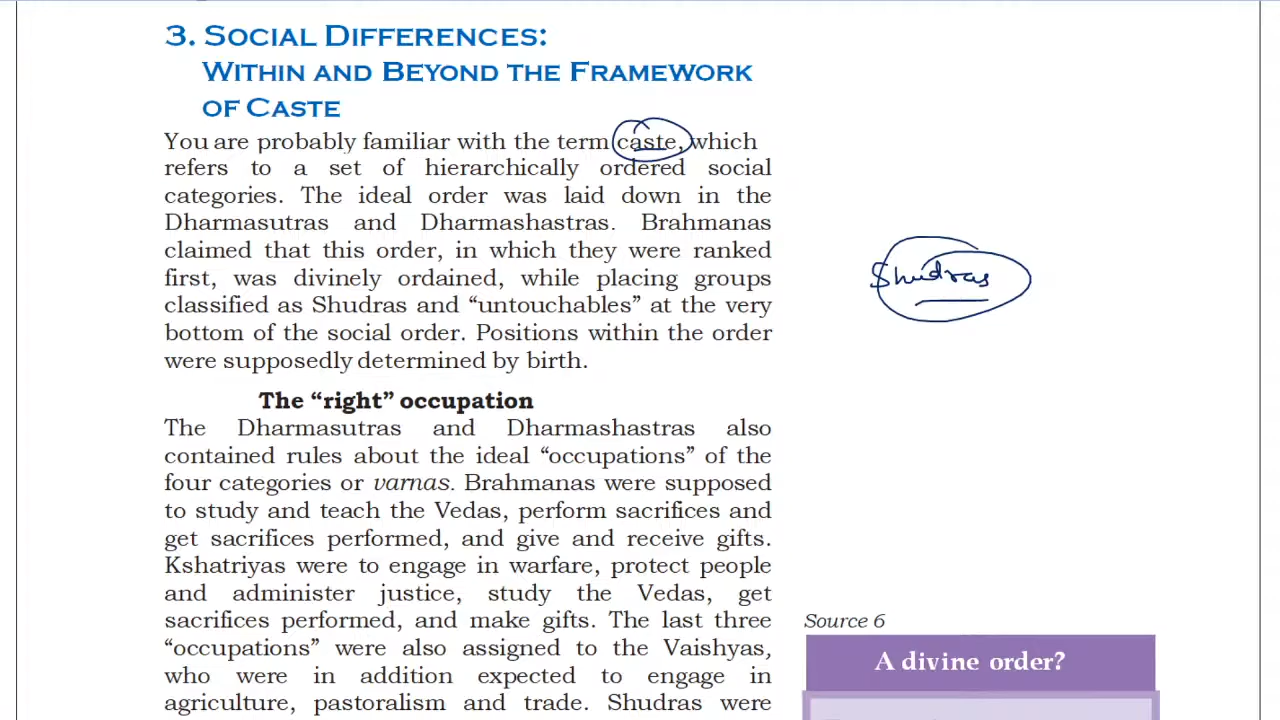 3. SOCIAL DIFFERENCES:
WITHIN AND BEYOND THE FRAMEWORK
OF CASTE
You are probably familiar with the term caste, which
refers to a set of hierarchically ordered social
categories. The ideal order was laid down in the
Dharmasutras and Dharmashastras. Brahmanas
claimed that this order, in which they were ranked
first, was divinely ordained, while placing groups
classified as Shudras and “untouchables” at the very
bottom of the social order. Positions within the order
were supposedly determined by birth.
Shudras
The “right” occupation
The Dharmasutras and Dharmashastras also
contained rules about the ideal “occupations” of the
four categories or varnas. Brahmanas were supposed
to study and teach the Vedas, perform sacrifices and
get sacrifices performed, and give and receive gifts.
Kshatriyas were to engage in warfare, protect people
and administer justice, study the Vedas, get
sacrifices performed, and make gifts. The last three
“occupations” were also assigned to the Vaishyas,
who were in addition expected to engage in
agriculture, pastoralism and trade. Shudras were
Source 6
A divine order?